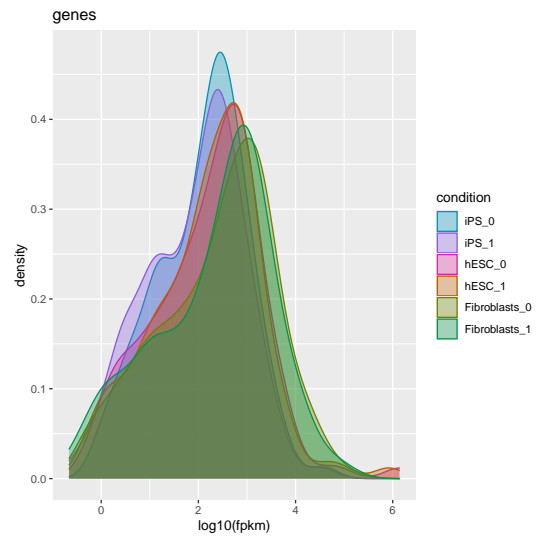 genes
density
0.4
0.3
0.2
0.1
0.0
0
2
4
6
log10(fpkm)
condition
iPS_0
iPS_1
hESC_0
hESC_1
Fibroblasts_0
Fibroblasts_1